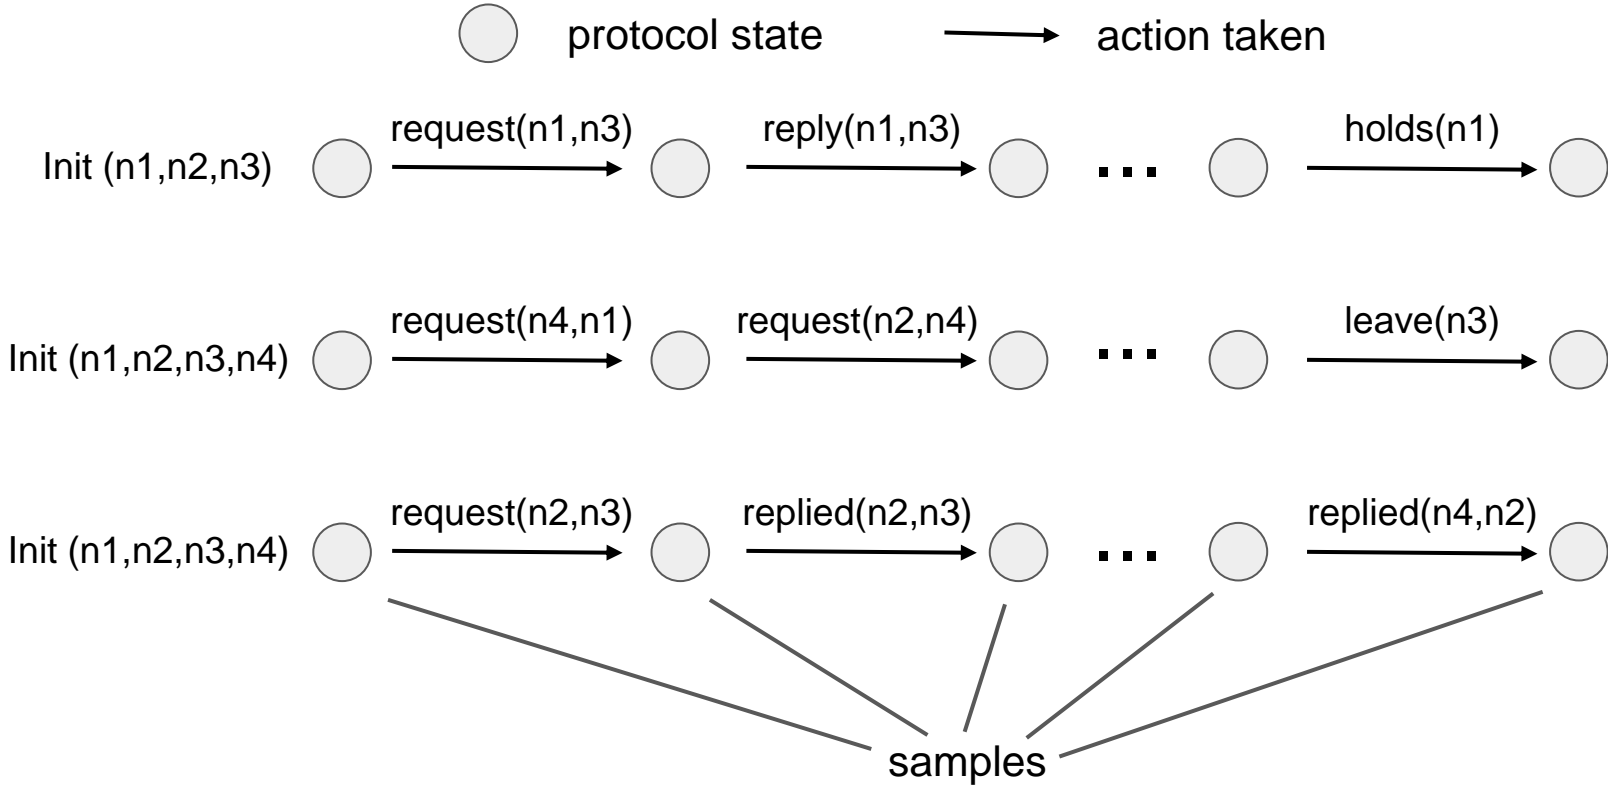 protocol state action taken
request(n1,n3) reply(n1,n3) holds(n1)
Init (n1,n2,n3) ...
request(n4,n1) request(n2,n4) leave(n3)
Init (n1,n2,n3,n4) ...
request(n2,n3) replied(n2,n3) replied(n4,n2)
Init (n1,n2,n3,n4) ...
samples